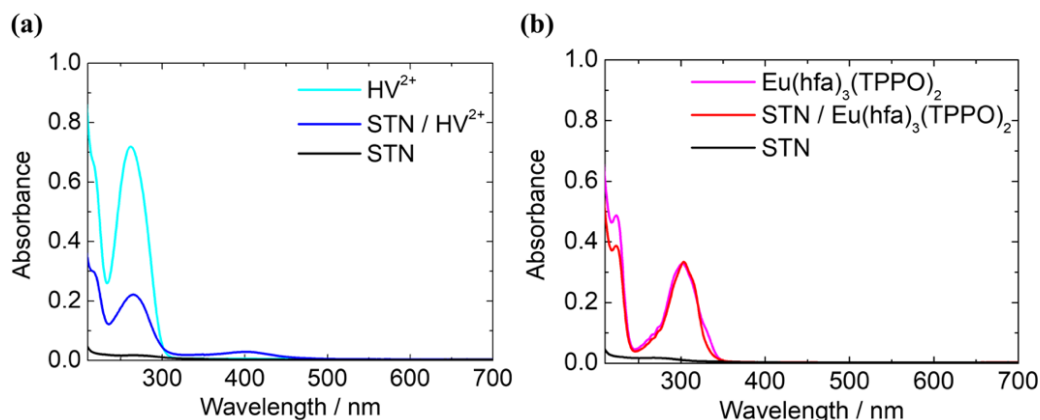 (a)
1.0
0.8
0.6
0.4
0.2
0.0
Absorbance
HV²⁺
STN / HV²⁺
STN
300 400 500 600 700
Wavelength / nm
(b)
1.0
0.8
0.6
0.4
0.2
0.0
Absorbance
Eu(hfa)₃(TPPO)₂
STN / Eu(hfa)₃(TPPO)₂
STN
300 400 500 600 700
Wavelength / nm